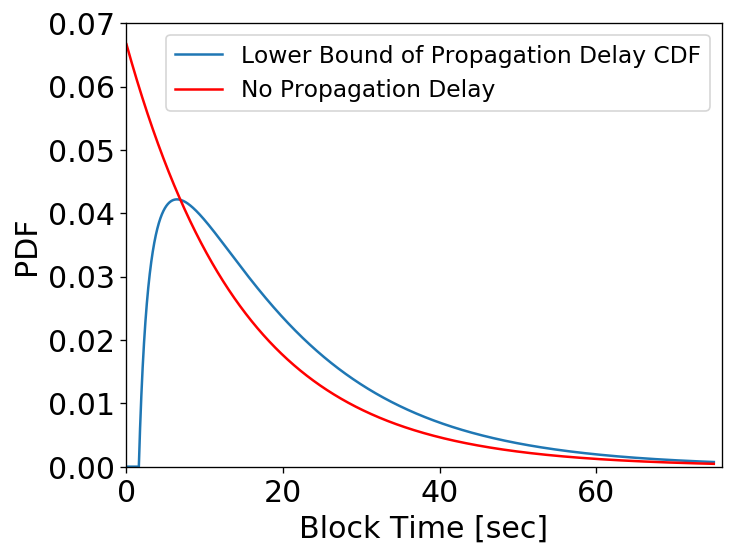 0.07
0.06
0.05
0.04
0.03
0.02
0.01
0.00
PDF
Lower Bound of Propagation Delay CDF
No Propagation Delay
0 20 40 60
Block Time [sec]